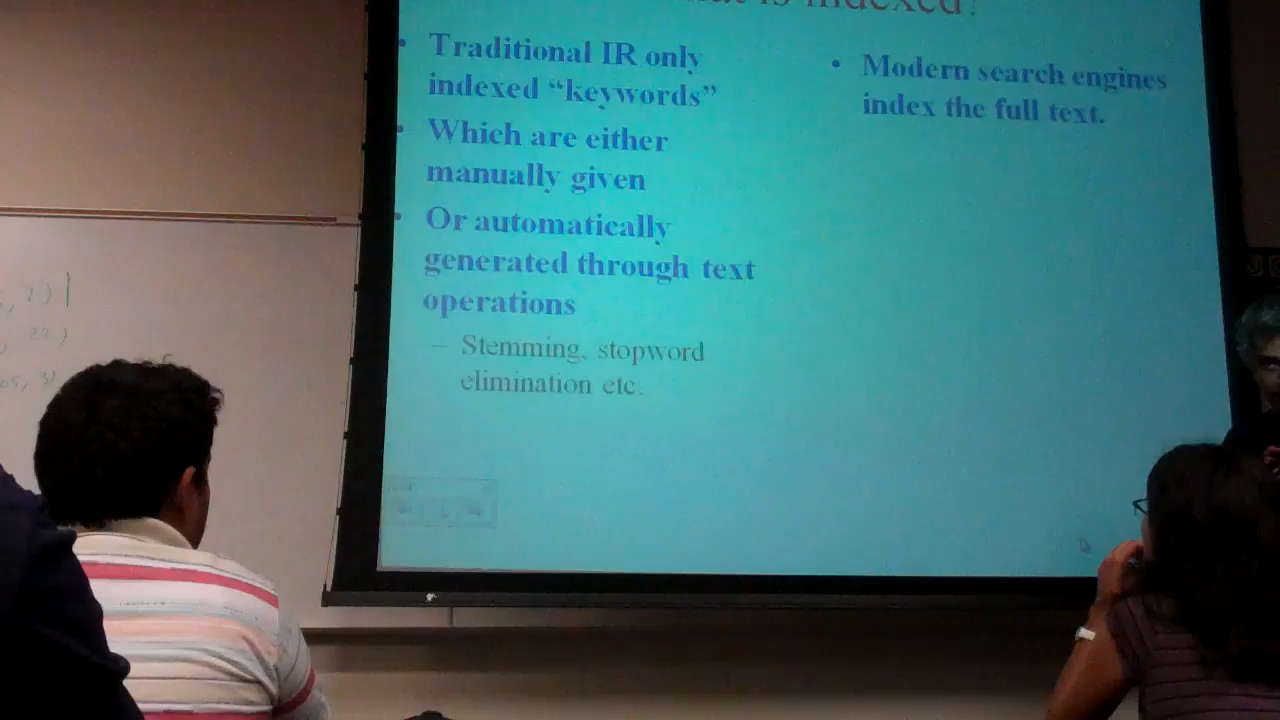 is indexed?
Traditional IR only
indexed “keywords”
Which are either
manually given
Or automatically
generated through text
operations
– Stemming, stopword
elimination etc.
• Modern search engines
index the full text.